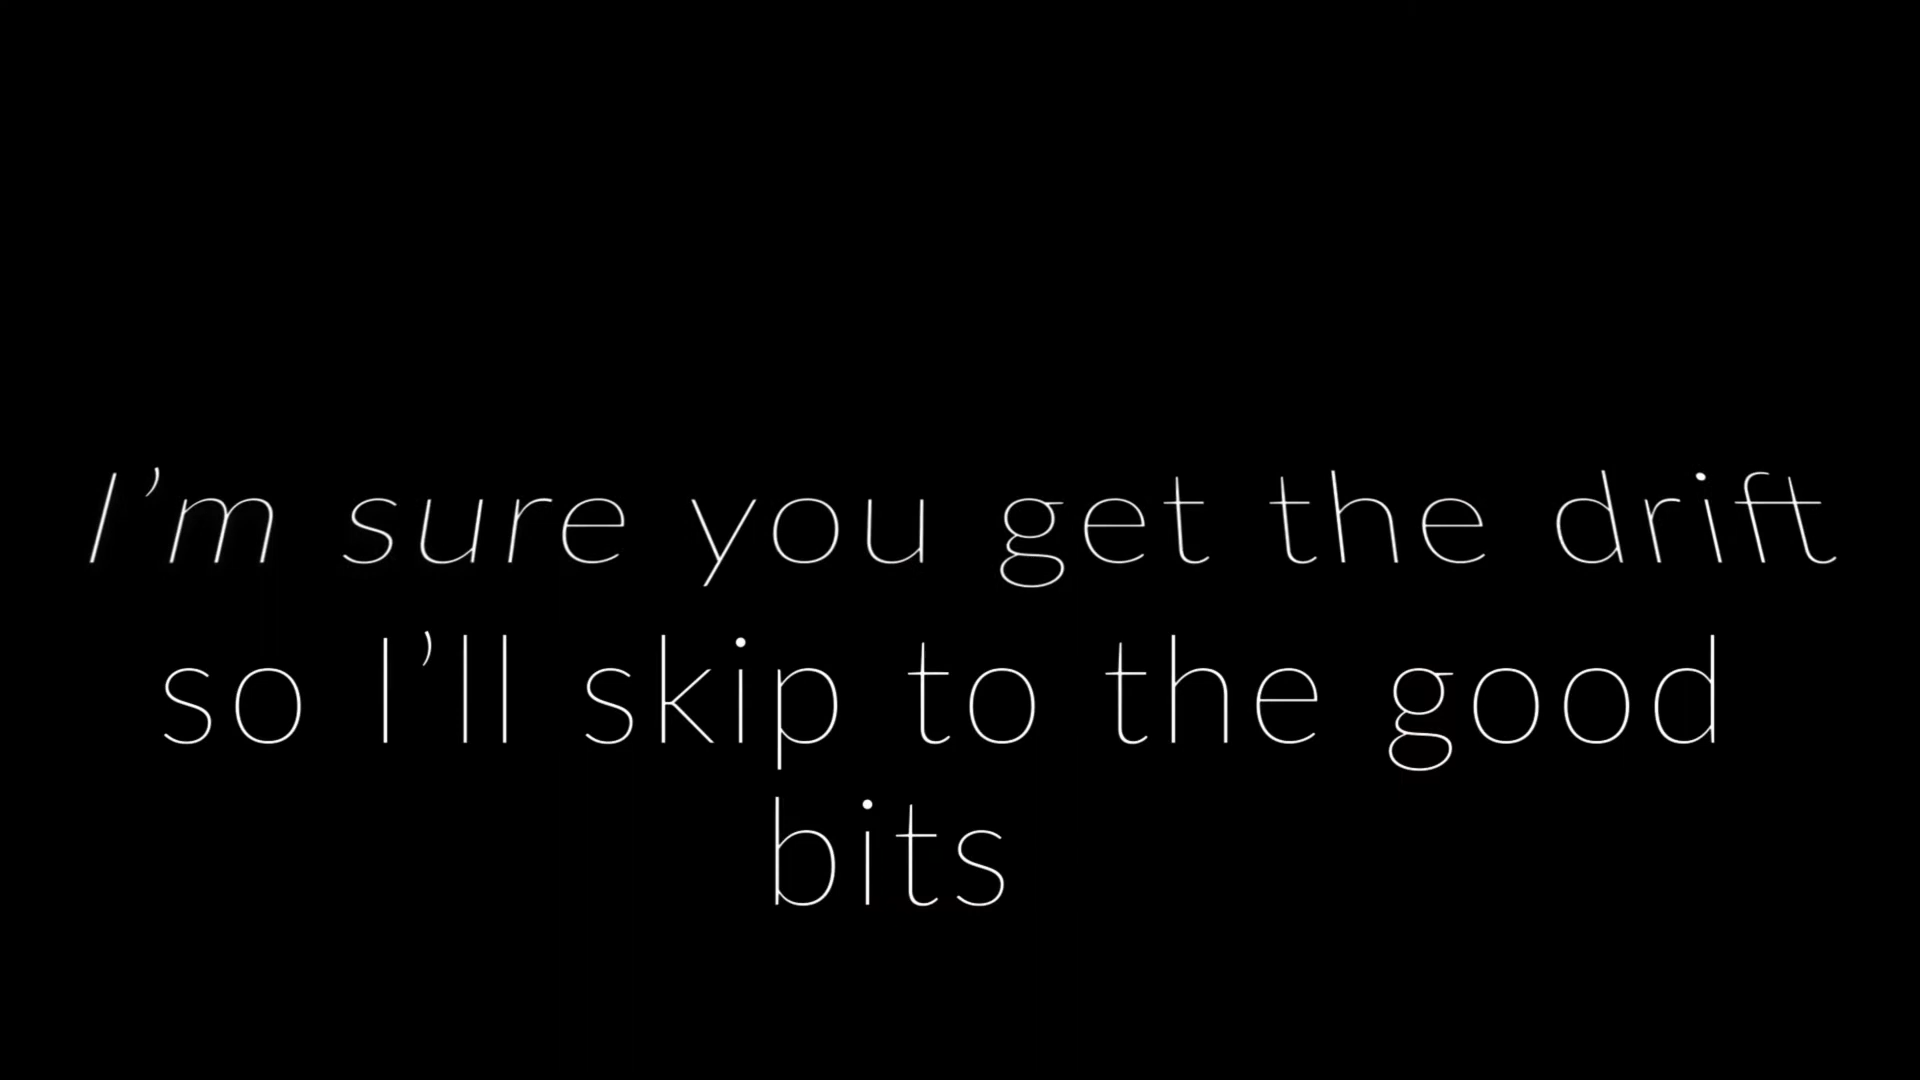 I’m sure you get the drift
so I’ll skip to the good
bits